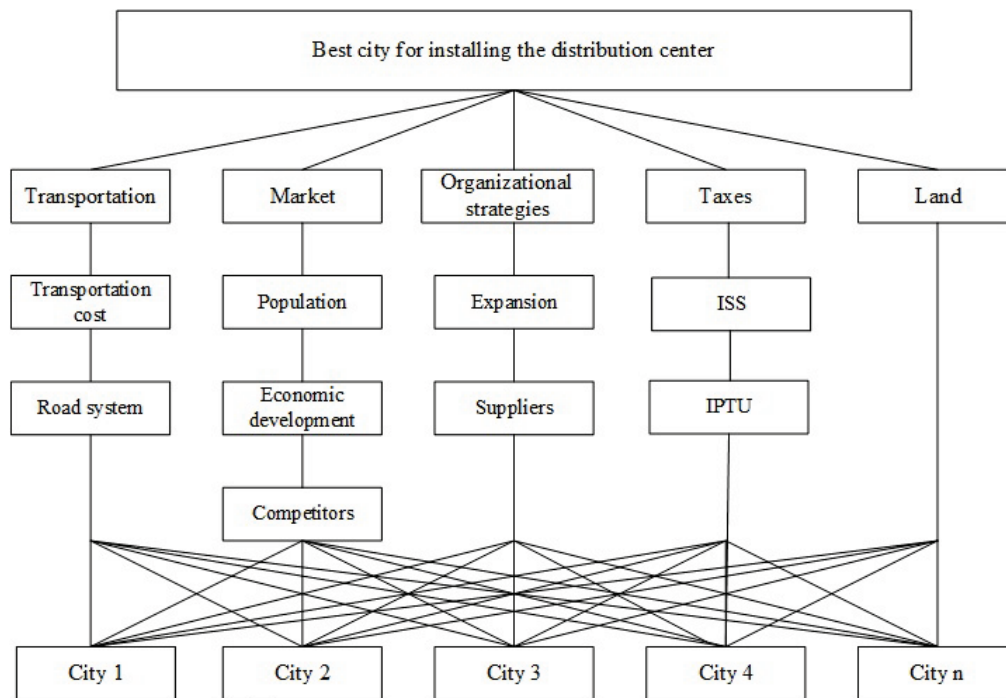 Best city for installing the distribution center
Transportation
Market
Organizational
strategies
Taxes
Land
Transportation
cost
Population
Expansion
ISS
Road system
Economic
development
Suppliers
IPTU
Competitors
City 1
City 2
City 3
City 4
City n